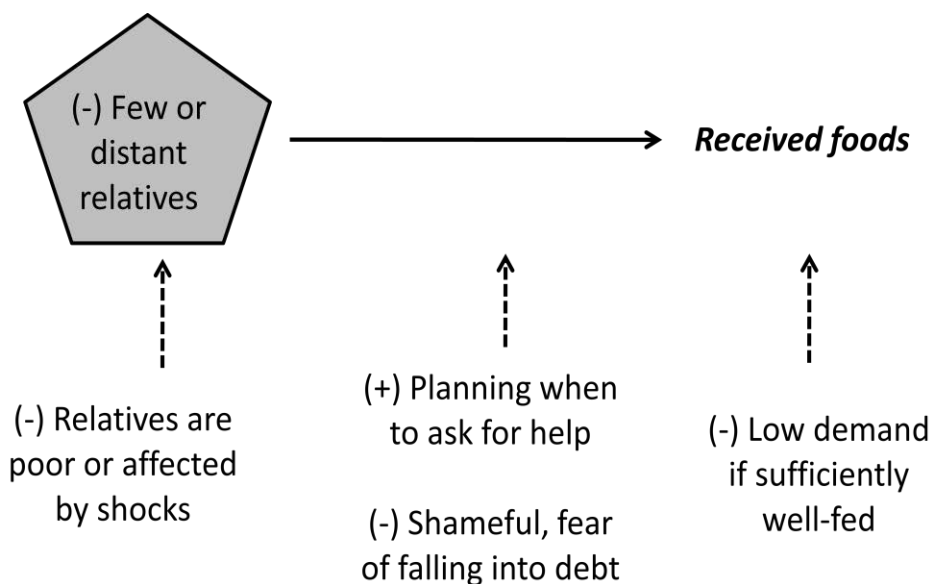 (-) Few or
distant
relatives
Received foods
(-) Relatives are
poor or affected
by shocks
(+) Planning when
to ask for help
(-) Shameful, fear
of falling into debt
(-) Low demand
if sufficiently
well-fed